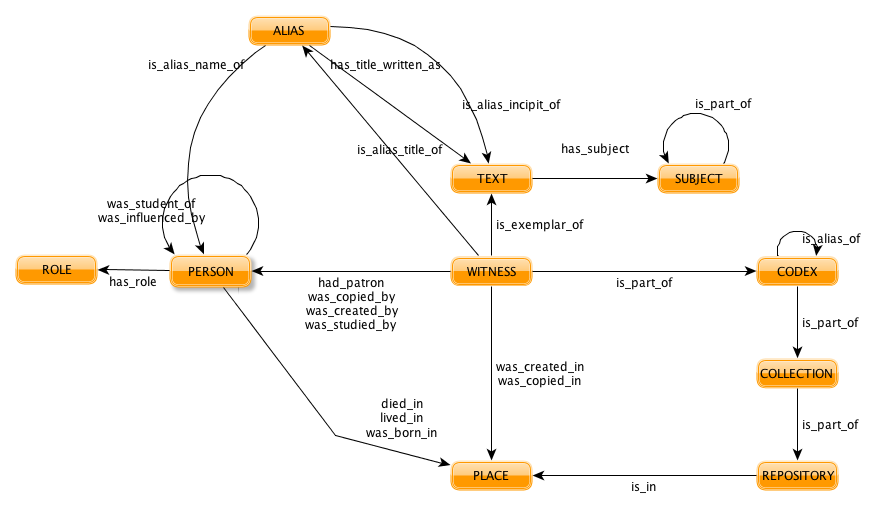 ALIAS
is_alias_name_of
has_title_written_as
is_alias_incipit_of
is_part_of
is_alias_title_of
has_subject
TEXT
SUBJECT
was_student_of
was_influenced_by
is_exemplar_of
is_alias_of
ROLE
PERSON
WITNESS
CODEX
has_role
had_patron
was_copied_by
was_created_by
was_studied_by
is_part_of
is_part_of
was_created_in
was_copied_in
COLLECTION
died_in
lived_in
was_born_in
is_part_of
PLACE
REPOSITORY
is_in